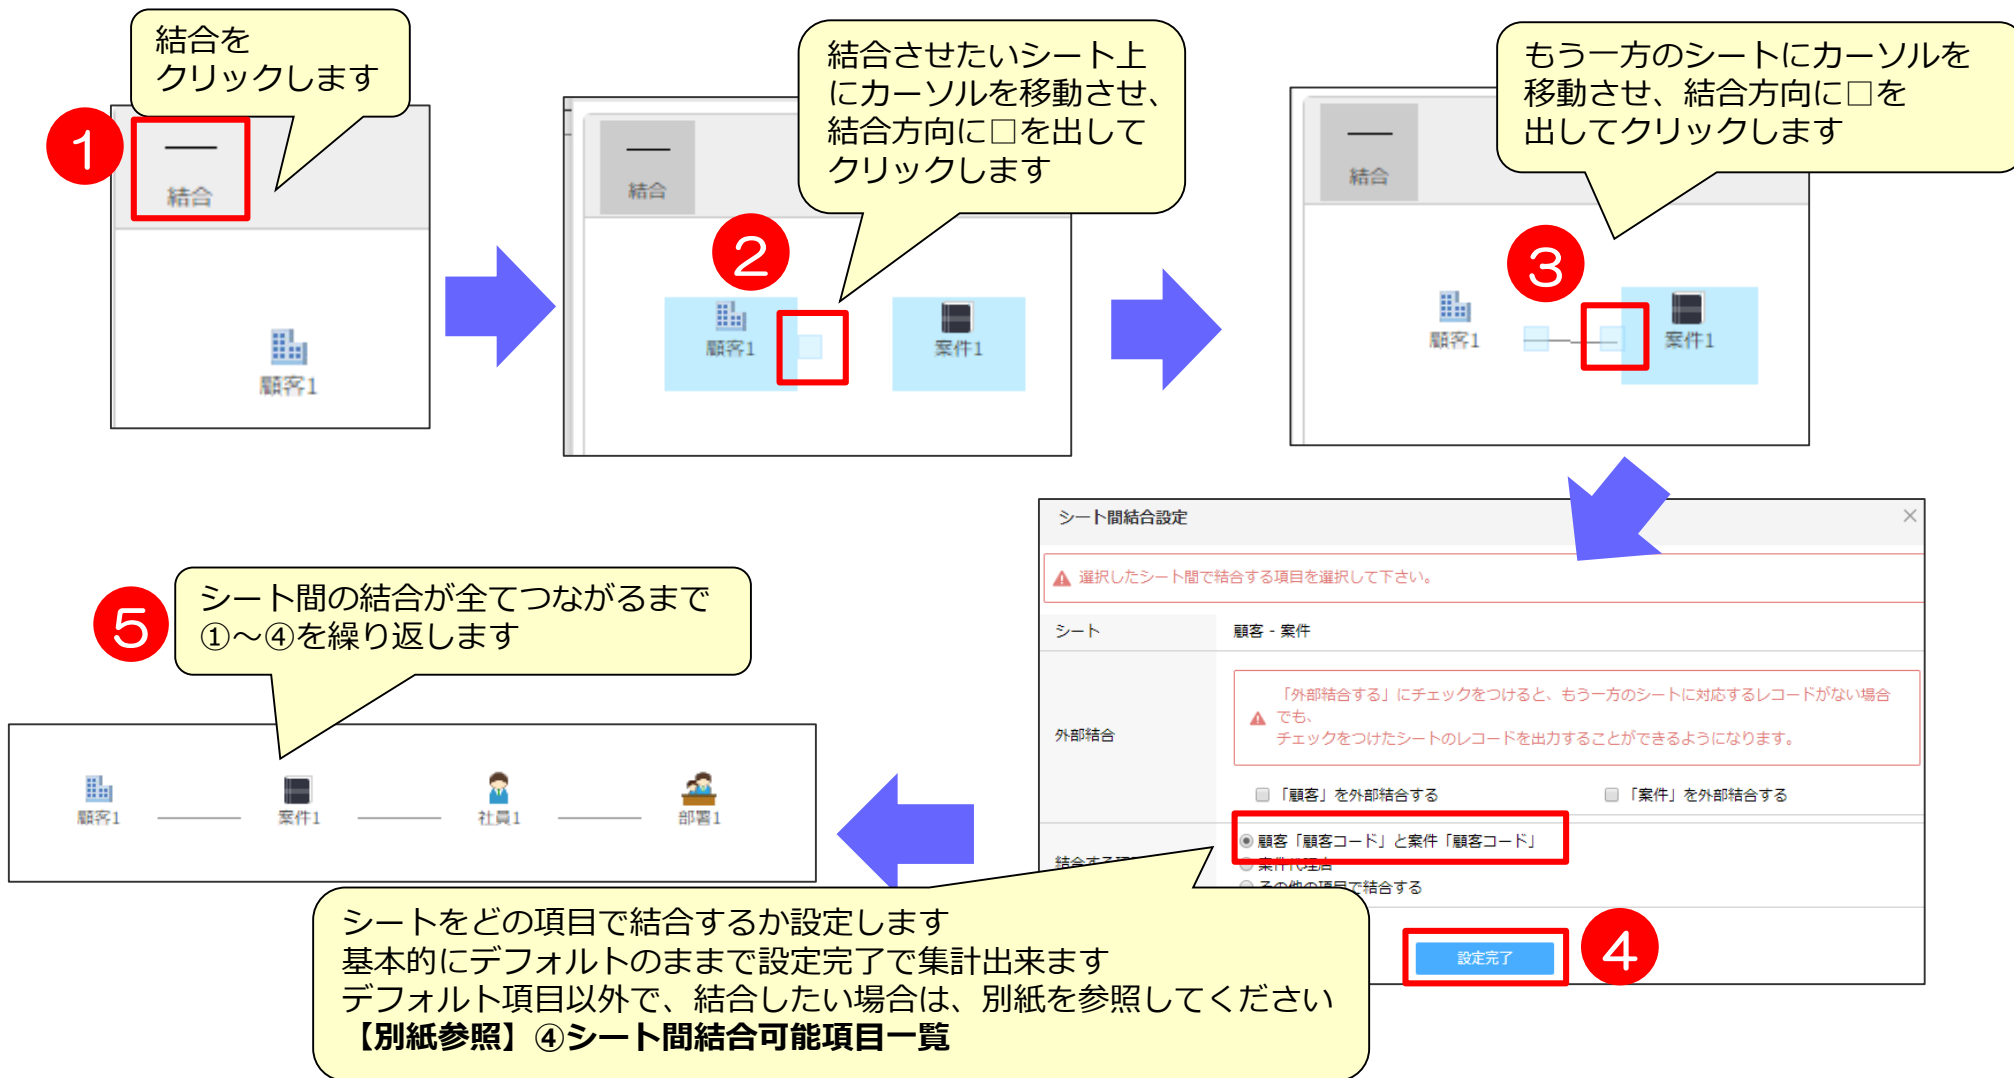 結合を
クリックします
1
結合
顧客1
結合させたいシート上
にカーソルを移動させ、
結合方向に□を出して
クリックします
結合
2
顧客1
案件1
もう一方のシートにカーソルを
移動させ、結合方向に□を
出してクリックします
結合
3
顧客1
案件1
シート間結合設定
選択したシート間で結合する項目を選択して下さい。
シート
顧客 - 案件
外部結合
「外部結合する」にチェックをつけると、もう一方のシートに対応するレコードがない場合
でも、
チェックをつけたシートのレコードを出力することができるようになります。
「顧客」を外部結合する
「案件」を外部結合する
顧客「顧客コード」と案件「顧客コード」
案件代理店
その他の項目で結合する
設定完了
4
シートをどの項目で結合するか設定します
基本的にデフォルトのままで設定完了で集計出来ます
デフォルト項目以外で、結合したい場合は、別紙を参照してください
【別紙参照】④シート間結合可能項目一覧
5
シート間の結合が全てつながるまで
①～④を繰り返します
顧客1
案件1
社員1
部署1